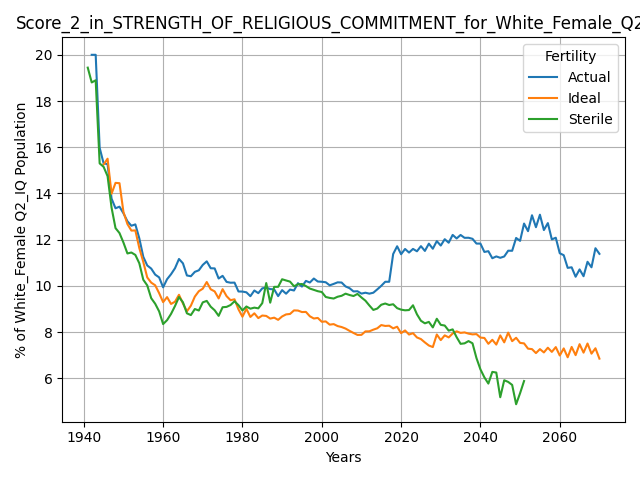 Score_2_in_STRENGTH_OF_RELIGIOUS_COMMITMENT_for_White_Female_Q2
Fertility
Actual
Ideal
Sterile
% of White_Female Q2_IQ Population
20
18
16
14
12
10
8
6
1940 1960 1980 2000 2020 2040 2060
Years